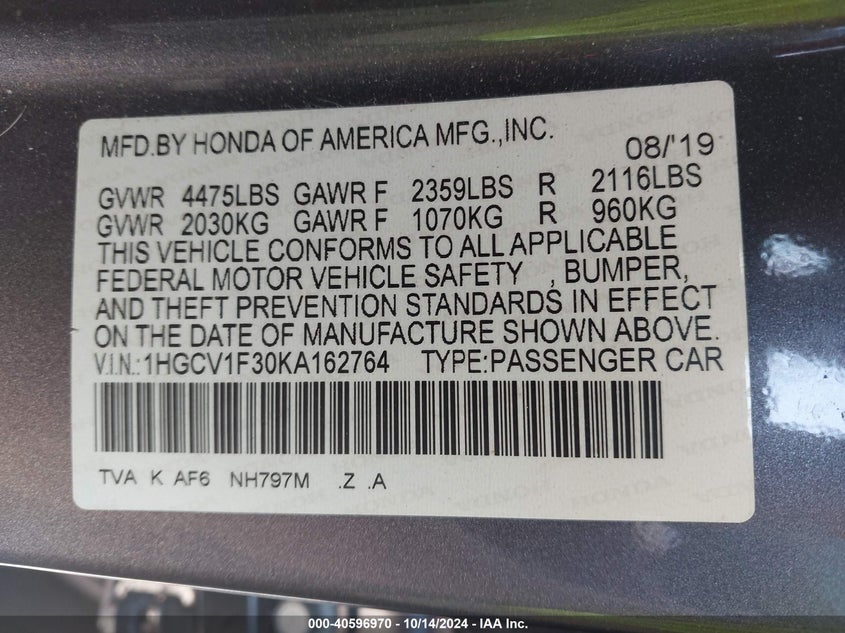 MFD.BY HONDA OF AMERICA MFG.,INC. 08/'19
GVWR 4475LBS GAWR F 2359LBS R 2116LBS
GVWR 2030KG GAWR F 1070KG R 960KG
THIS VEHICLE CONFORMS TO ALL APPLICABLE
FEDERAL MOTOR VEHICLE SAFETY , BUMPER,
AND THEFT PREVENTION STANDARDS IN EFFECT
ON THE DATE OF MANUFACTURE SHOWN ABOVE.
V.I.N.:1HGCV1F30KA162764 TYPE:PASSENGER CAR
TVA K AF6 NH797M .Z .A
000-40596970 | 10/14/2024 - IAA Inc.